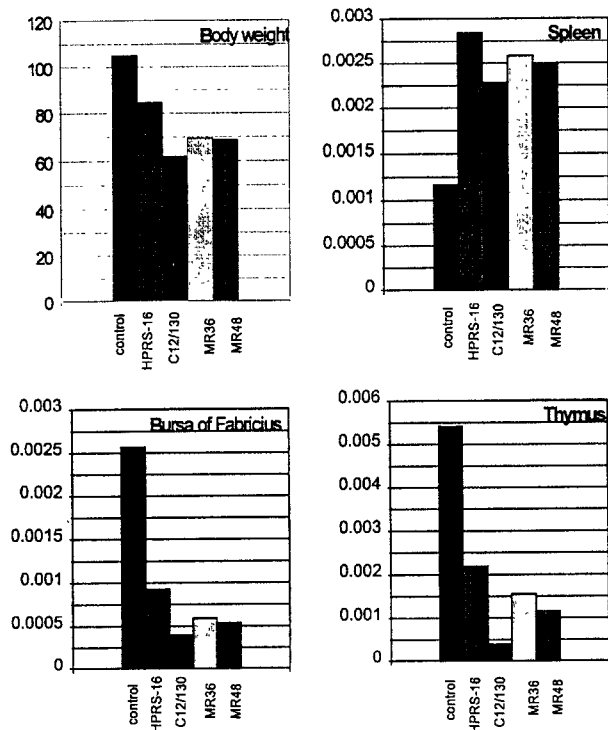 Body weight
120
100
80
60
40
20
0
control
HPRS-16
C12/130
MR36
MR48
Spleen
0.003
0.0025
0.002
0.0015
0.001
0.0005
0
control
HPRS-16
C12/130
MR36
MR48
Bursa of Fabricius
0.003
0.0025
0.002
0.0015
0.001
0.0005
0
control
HPRS-16
C12/130
MR36
MR48
Thymus
0.006
0.005
0.004
0.003
0.002
0.001
0
control
HPRS-16
C12/130
MR36
MR48